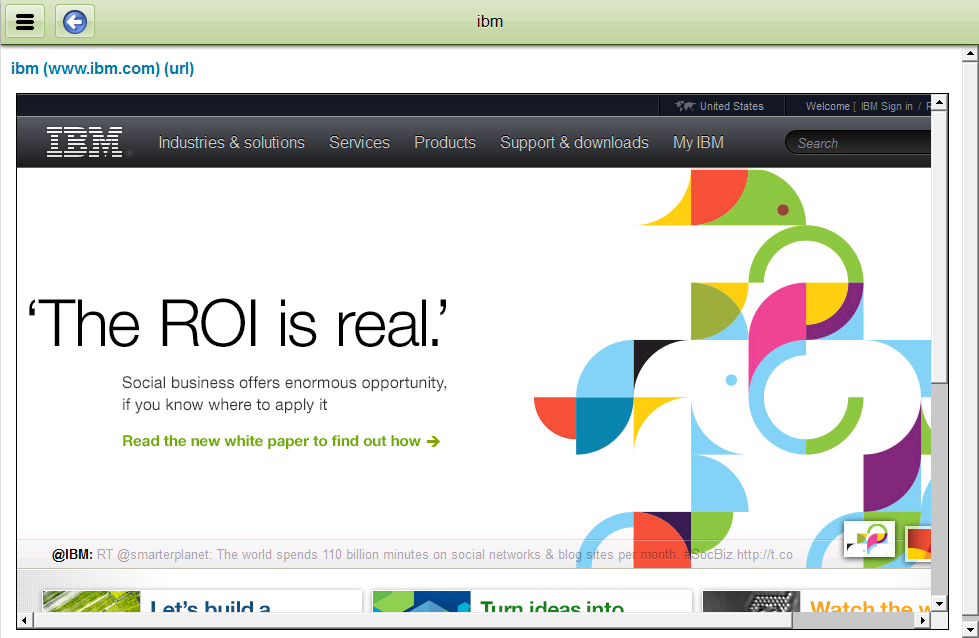 ibm
ibm (www.ibm.com) (url)
United States
Welcome [ IBM Sign in /
IBM®
Industries & solutions
Services
Products
Support & downloads
My IBM
Search
‘The ROI is real.’
Social business offers enormous opportunity,
if you know where to apply it
Read the new white paper to find out how →
@IBM: RT @smarterplanet: The world spends 110 billion minutes on social networks & blog sites per month. #SocBiz http://t.co
Let's build a
Turn ideas into
Watch the